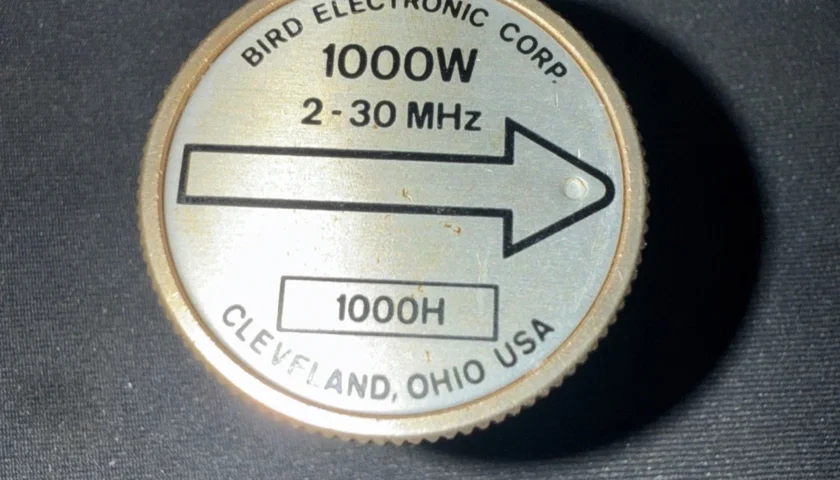 BIRD ELECTRONIC CORP.
1000W
2-30 MHz
1000H
CLEVELAND, OHIO USA